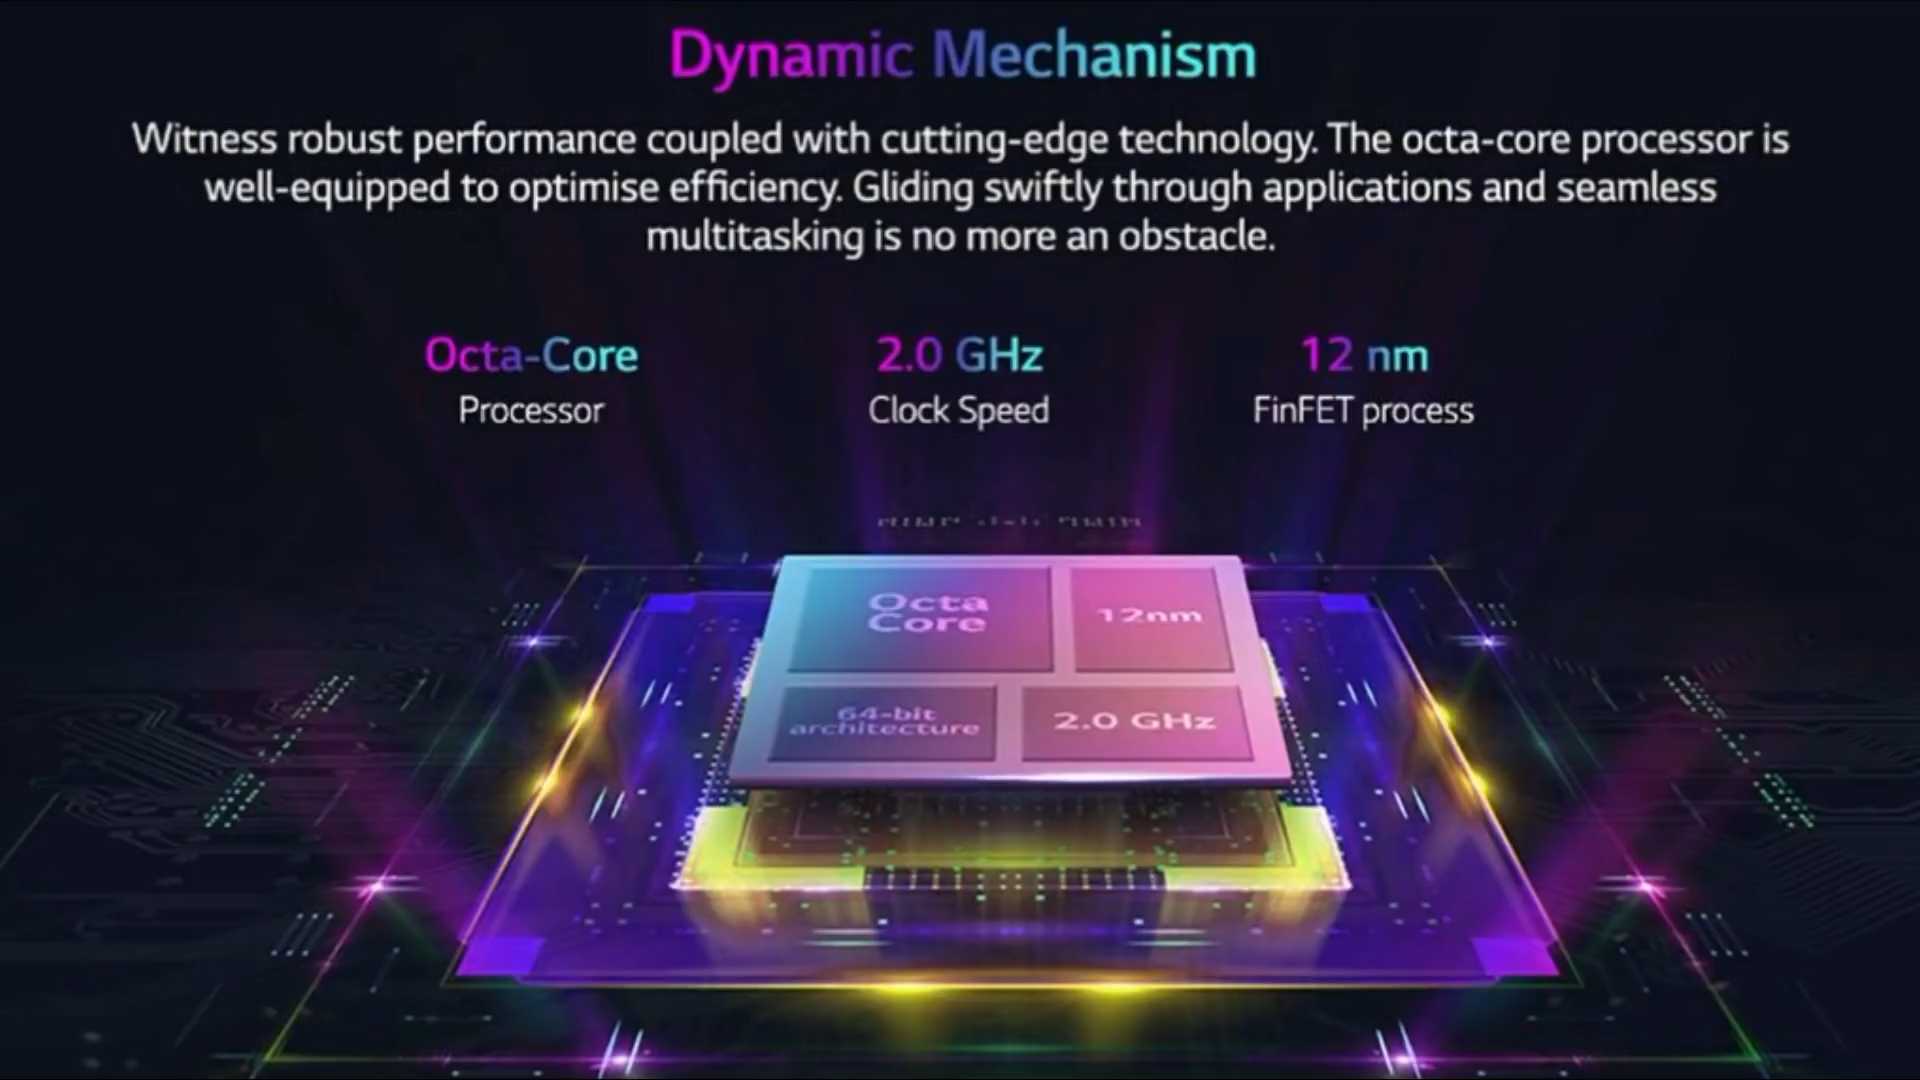 Dynamic Mechanism
Witness robust performance coupled with cutting-edge technology. The octa-core processor is
well-equipped to optimise efficiency. Gliding swiftly through applications and seamless
multitasking is no more an obstacle.
Octa-Core
Processor
2.0 GHz
Clock Speed
12 nm
FinFET process
Octa
Core
12nm
64-bit
architecture
2.0 GHz